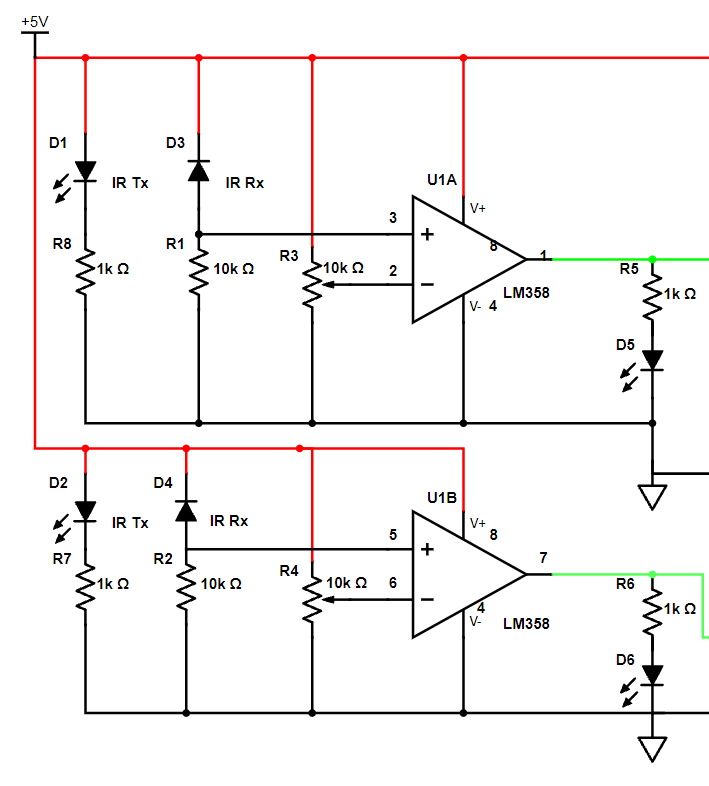 +5V
D1
D3
U1A
IR Tx
IR Rx
V+
3
R8
R1
8
1
R3
10k Ω
2
R5
1k Ω
10k Ω
V- 4
LM358
1k Ω
D5
D2
D4
U1B
IR Tx
IR Rx
V+
8
5
7
R7
R2
R4
10k Ω
6
R6
1k Ω
10k Ω
4
V-
LM358
1k Ω
D6